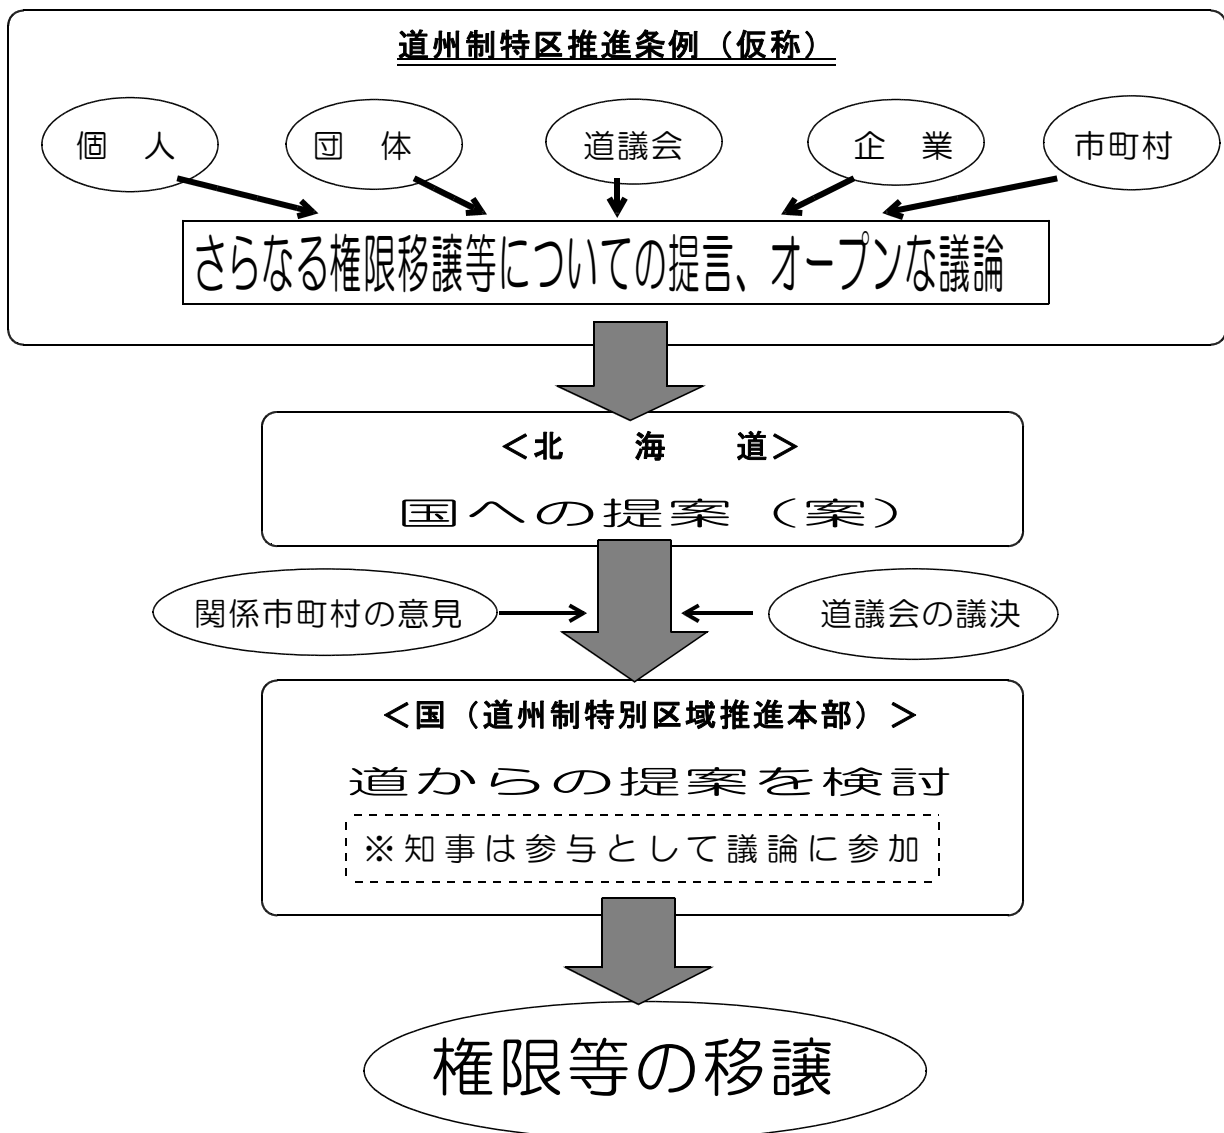 道州制特区推進条例（仮称）
個　人
団　体
道議会
企　業
市町村
さらなる権限移譲等についての提言、オープンな議論
＜北　海　道＞
国への提案（案）
関係市町村の意見
道議会の議決
＜国（道州制特別区域推進本部）＞
道からの提案を検討
※知事は参与として議論に参加
権限等の移譲